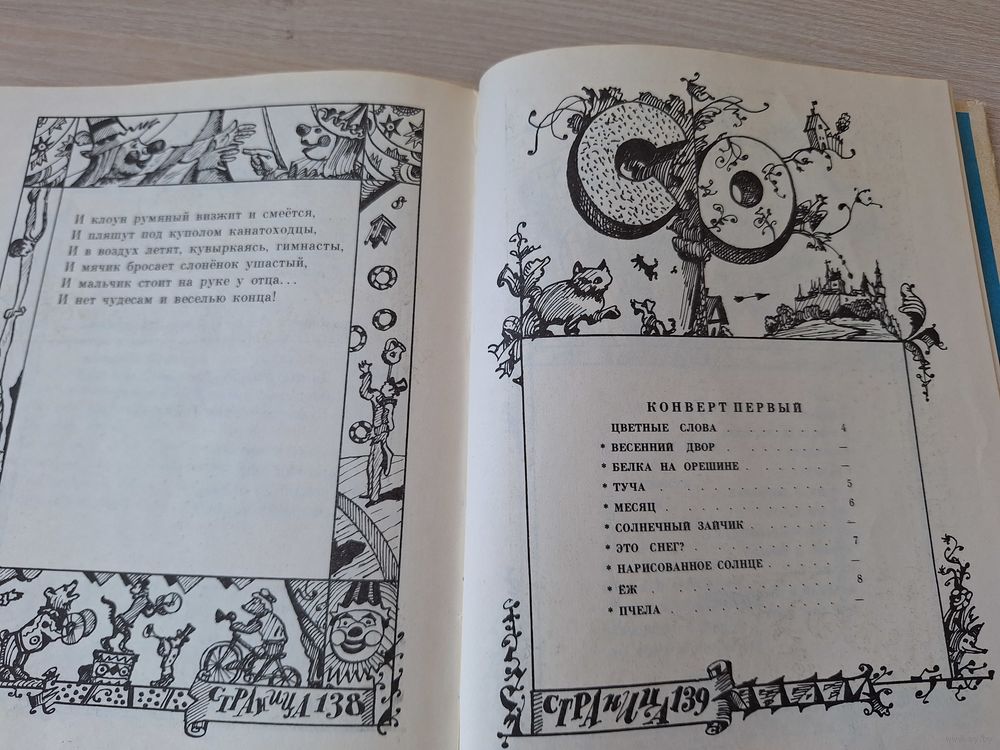 И клоун румяный визжит и смеётся,
И пляшут под куполом канатоходцы,
И в воздух летят, кувыркаясь, гимнасты,
И мячик бросает слонёнок ушастый,
И мальчик стоит на руке у отца...
И нет чудесам и веселью конца!
СТРАНИЦА 138
СО
А
КОНВЕРТ ПЕРВЫЙ
ЦВЕТНЫЕ СЛОВА . . . . . . . 4
* ВЕСЕННИЙ ДВОР . . . . . . . —
* БЕЛКА НА ОРЕШИНЕ . . . . . —
* ТУЧА . . . . . . . . . . . 5
* МЕСЯЦ . . . . . . . . . . 6
* СОЛНЕЧНЫЙ ЗАЙЧИК . . . . . —
* ЭТО СНЕГ? . . . . . . . . 7
* НАРИСОВАННОЕ СОЛНЦЕ . . . . —
* ЁЖ . . . . . . . . . . . 8
* ПЧЕЛА . . . . . . . . . . —
СТРАНИЦА 139